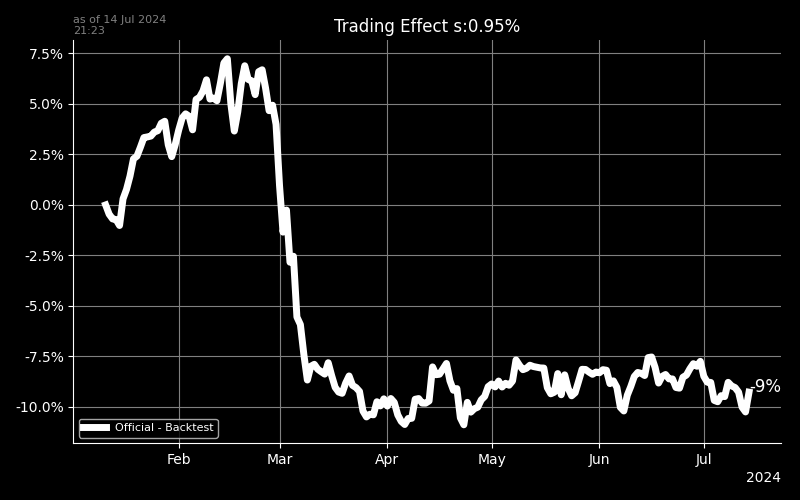 as of 14 Jul 2024
21:23
Trading Effect s:0.95%
7.5%
5.0%
2.5%
0.0%
-2.5%
-5.0%
-7.5%
-10.0%
-9%
Official - Backtest
Feb
Mar
Apr
May
Jun
Jul
2024